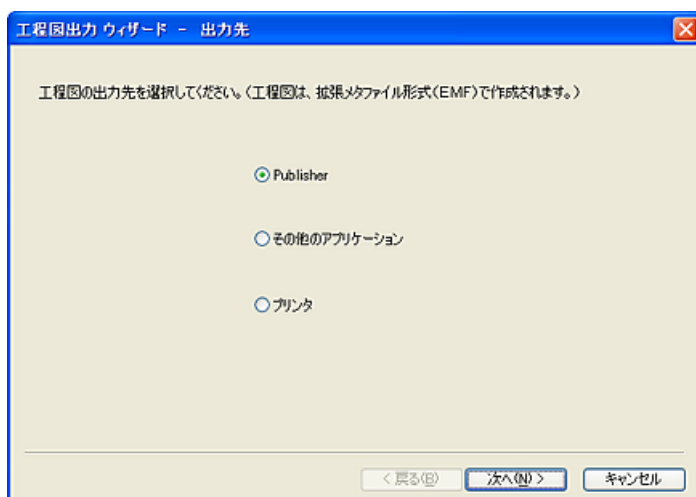 工程図出力 ウィザード － 出力先
工程図の出力先を選択してください。（工程図は、拡張メタファイル形式（EMF）で作成されます。）
Publisher
その他のアプリケーション
プリンタ
< 戻る(B)
次へ(N) >
キャンセル